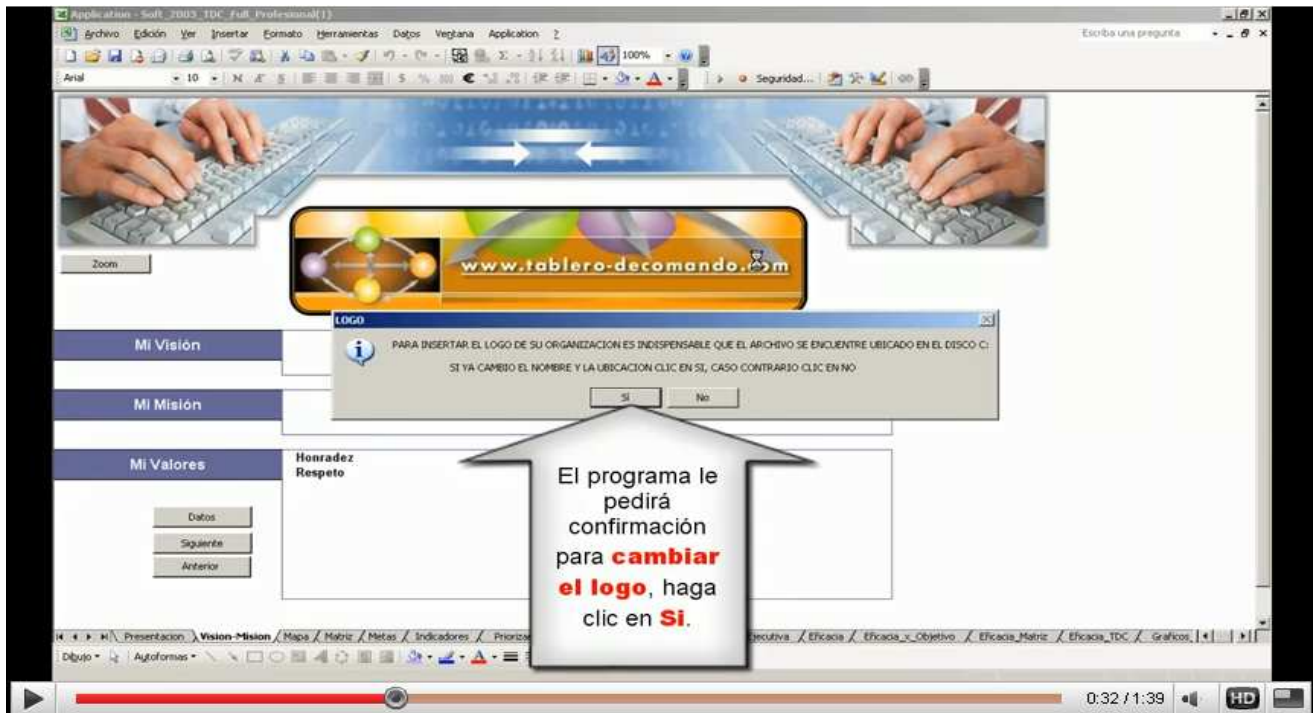 Application - Soft_2003_TDC_Full_Profesional(1)
Archivo Edición Ver Insertar Formato Herramientas Datos Ventana Application ?
Escriba una pregunta
100%
Arial 10 N K S
Seguridad...
Zoom
www.tablero-decomando.com
LOGO
PARA INSERTAR EL LOGO DE SU ORGANIZACION ES INDISPENSABLE QUE EL ARCHIVO SE ENCUENTRE UBICADO EN EL DISCO C:
SI YA CAMBIO EL NOMBRE Y LA UBICACION CLIC EN SI, CASO CONTRARIO CLIC EN NO
Sí No
Mi Visión
Mi Misión
Mi Valores
Honradez
Respeto
El programa le
pedirá
confirmación
para cambiar
el logo, haga
clic en Si.
Datos
Siguiente
Anterior
Presentacion Vision-Mision Mapa Matriz Metas Indicadores Eficacia Eficacia_x_Objetivo Eficacia_Matriz Eficacia_TDC Graficos
Dibujo Autoformas
0:32 / 1:39 HD